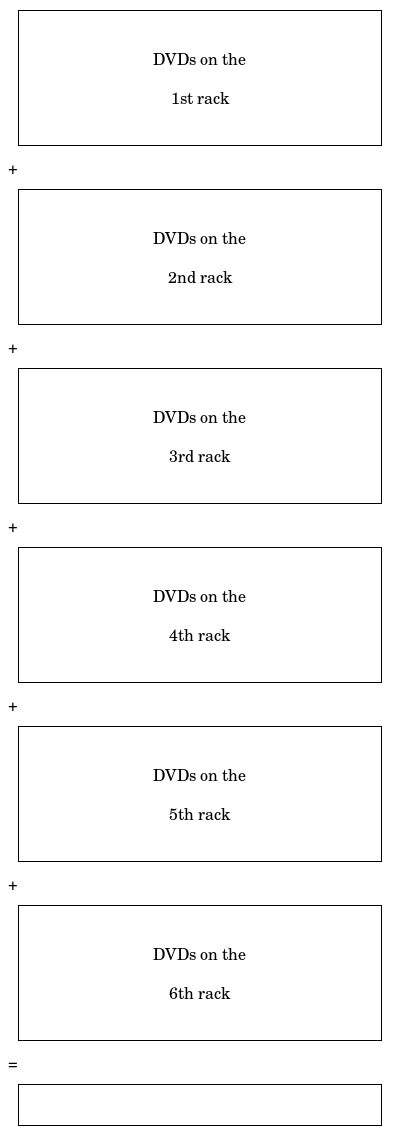 DVDs on the
1st rack
+
DVDs on the
2nd rack
+
DVDs on the
3rd rack
+
DVDs on the
4th rack
+
DVDs on the
5th rack
+
DVDs on the
6th rack
=